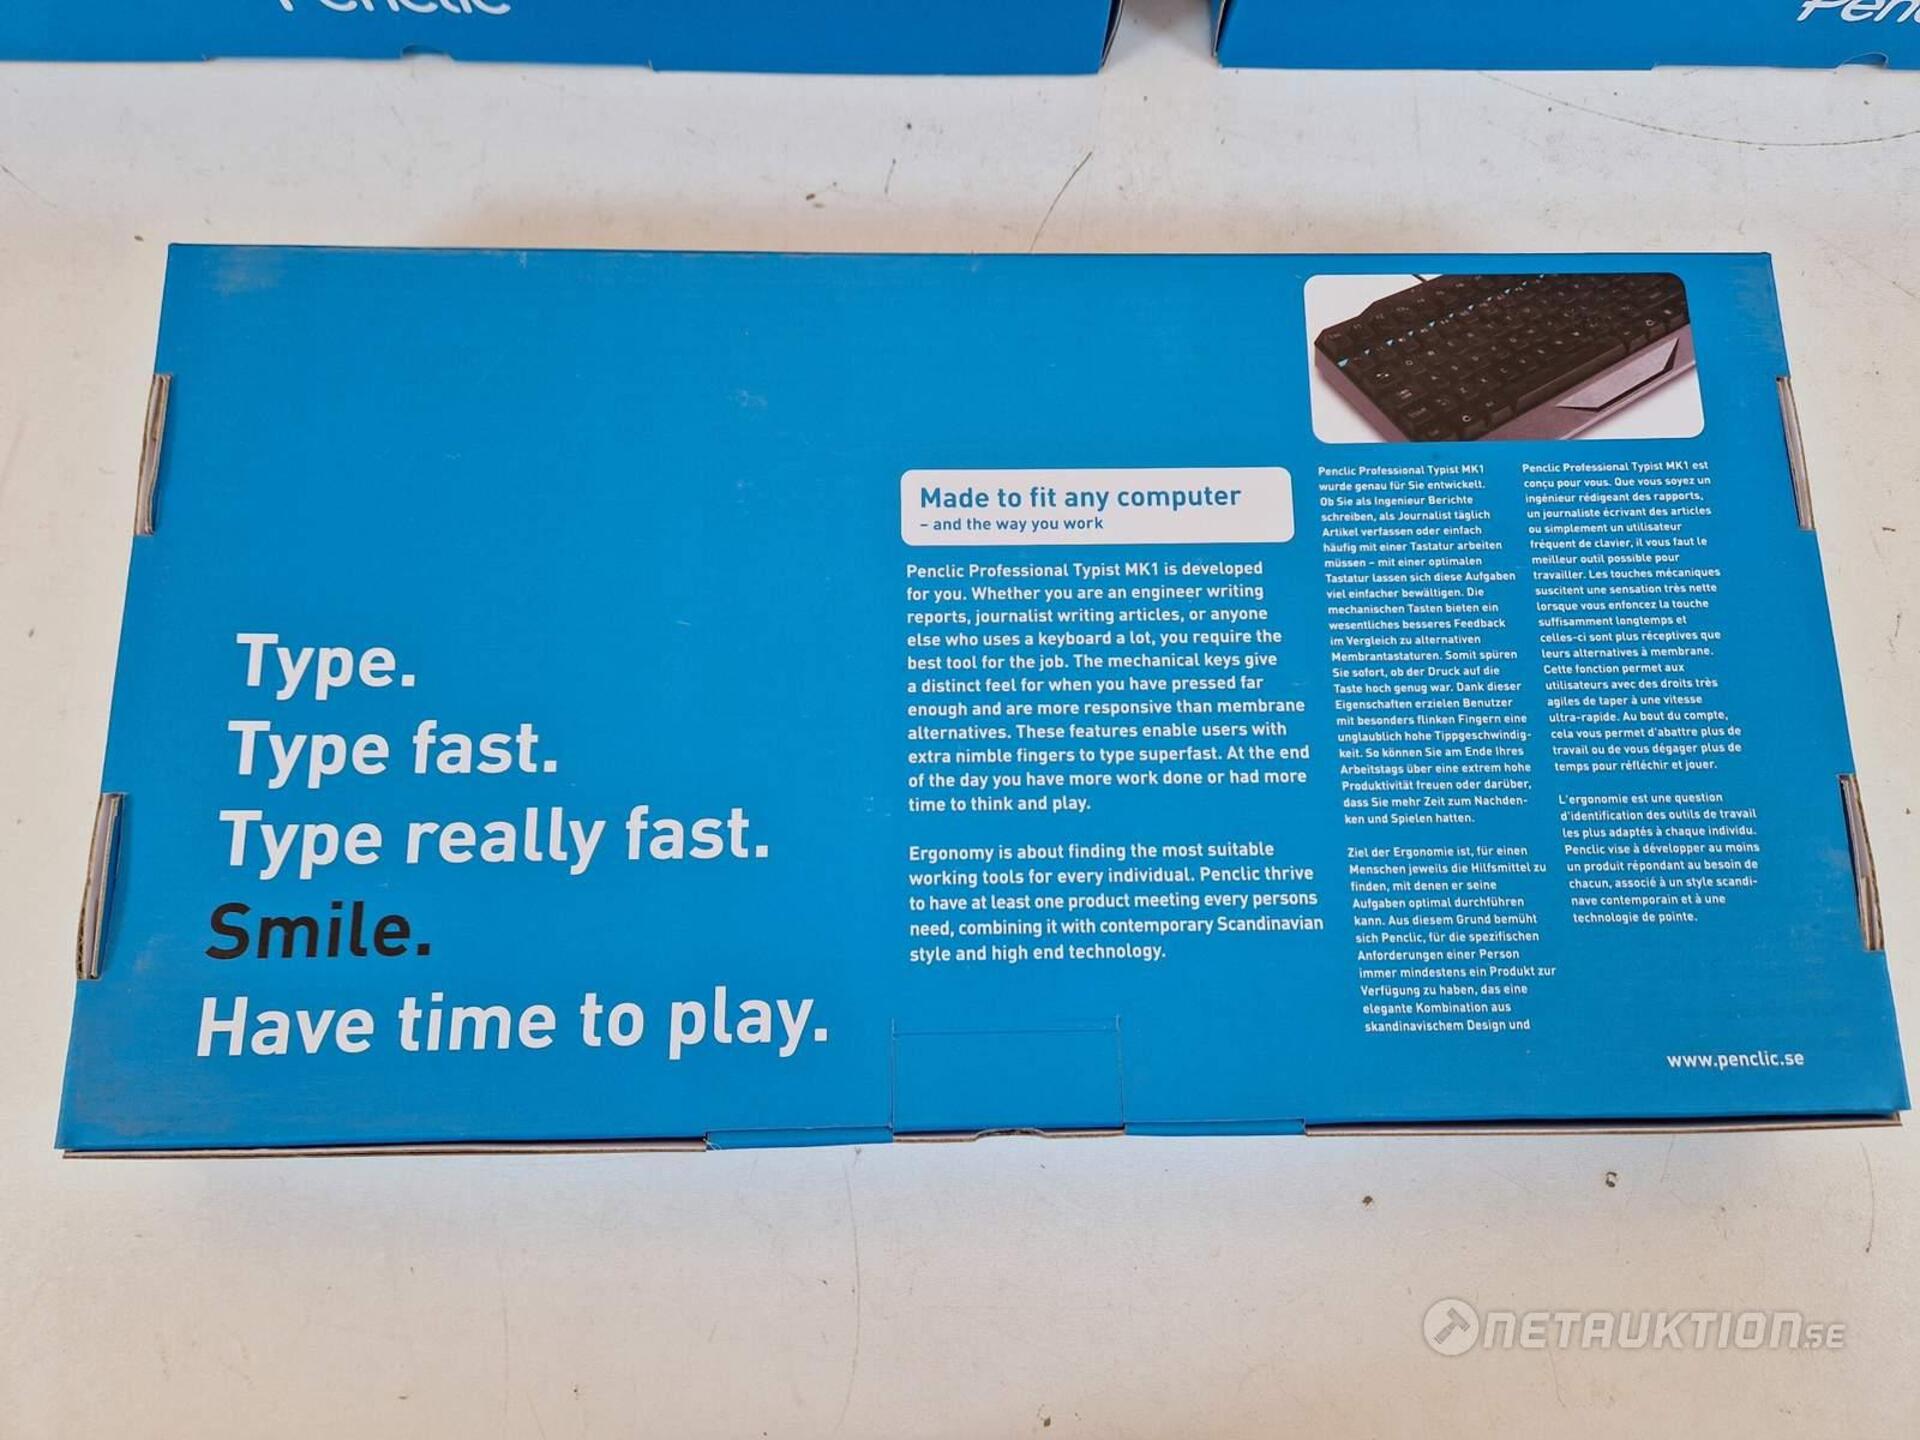 Penclic
Type.
Type fast.
Type really fast.
Smile.
Have time to play.
Made to fit any computer
– and the way you work
Penclic Professional Typist MK1 is developed
for you. Whether you are an engineer writing
reports, journalist writing articles, or anyone
else who uses a keyboard a lot, you require the
best tool for the job. The mechanical keys give
a distinct feel for when you have pressed far
enough and are more responsive than membrane
alternatives. These features enable users with
extra nimble fingers to type superfast. At the end
of the day you have more work done or had more
time to think and play.
Ergonomy is about finding the most suitable
working tools for every individual. Penclic thrive
to have at least one product meeting every persons
need, combining it with contemporary Scandinavian
style and high end technology.
Penclic Professional Typist MK1
wurde genau für Sie entwickelt.
Ob Sie als Ingenieur Berichte
schreiben, als Journalist täglich
Artikel verfassen oder einfach
häufig mit einer Tastatur arbeiten
müssen – mit einer optimalen
Tastatur lassen sich diese Aufgaben
viel einfacher bewältigen. Die
mechanischen Tasten bieten ein
wesentliches besseres Feedback
im Vergleich zu alternativen
Membrantastaturen. Somit spüren
Sie sofort, ob der Druck auf die
Taste hoch genug war. Dank dieser
Eigenschaften erzielen Benutzer
mit besonders flinken Fingern eine
unglaublich hohe Tippgeschwindig-
keit. So können Sie am Ende Ihres
Arbeitstags über eine extrem hohe
Produktivität freuen oder darüber,
dass Sie mehr Zeit zum Nachden-
ken und Spielen hatten.
Ziel der Ergonomie ist, für einen
Menschen jeweils die Hilfsmittel zu
finden, mit denen er seine
Aufgaben optimal durchführen
kann. Aus diesem Grund bemüht
sich Penclic, für die spezifischen
Anforderungen einer Person
immer mindestens ein Produkt zur
Verfügung zu haben, das eine
elegante Kombination aus
skandinavischem Design und
Penclic Professional Typist MK1 est
conçu pour vous. Que vous soyez un
ingénieur rédigeant des rapports,
un journaliste écrivant des articles
ou simplement un utilisateur
fréquent de clavier, il vous faut le
meilleur outil possible pour
travailler. Les touches mécaniques
suscitent une sensation très nette
lorsque vous enfoncez la touche
suffisamment longtemps et
celles-ci sont plus réceptives que
leurs alternatives à membrane.
Cette fonction permet aux
utilisateurs avec des droits très
agiles de taper à une vitesse
ultra-rapide. Au bout du compte,
cela vous permet d'abattre plus de
travail ou de vous dégager plus de
temps pour réfléchir et jouer.
L'ergonomie est une question
d'identification des outils de travail
les plus adaptés à chaque individu.
Penclic vise à développer au moins
un produit répondant au besoin de
chacun, associé à un style scandi-
nave contemporain et à une
technologie de pointe.
www.penclic.se
NETAUKTION.SE